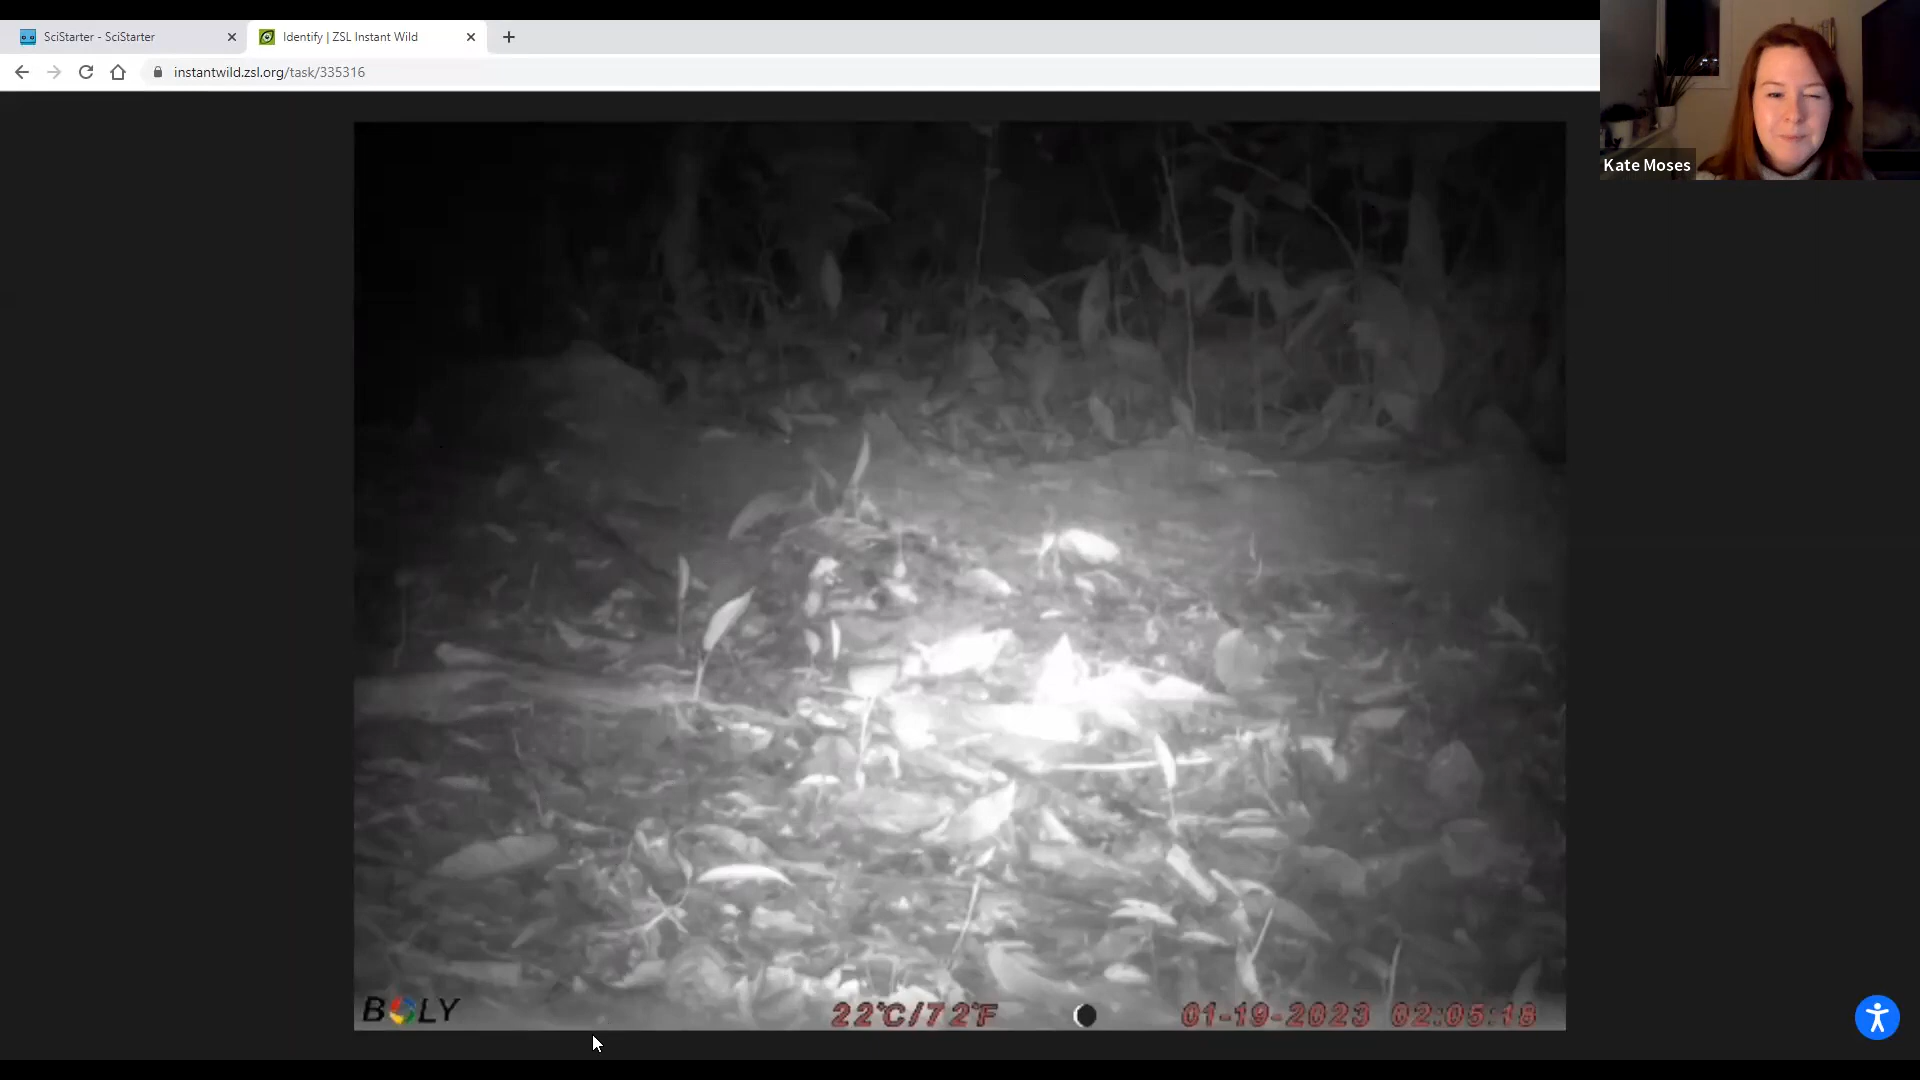 SciStarter - SciStarter
Identify | ZSL Instant Wild
instantwild.zsl.org/task/335316
Kate Moses
BOLY
22°C/72°F
01-19-2023 02:05:18